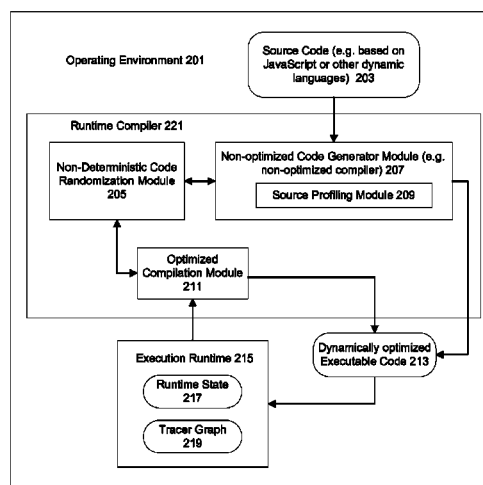 Operating Environment 201
Source Code (e.g. based on
JavaScript or other dynamic
languages) 203
Runtime Compiler 221
Non-Deterministic Code
Randomization Module
205
Non-optimized Code Generator Module (e.g.
non-optimized compiler) 207
Source Profiling Module 209
Optimized
Compilation Module
211
Execution Runtime 215
Runtime State
217
Tracer Graph
219
Dynamically optimized
Executable Code 213